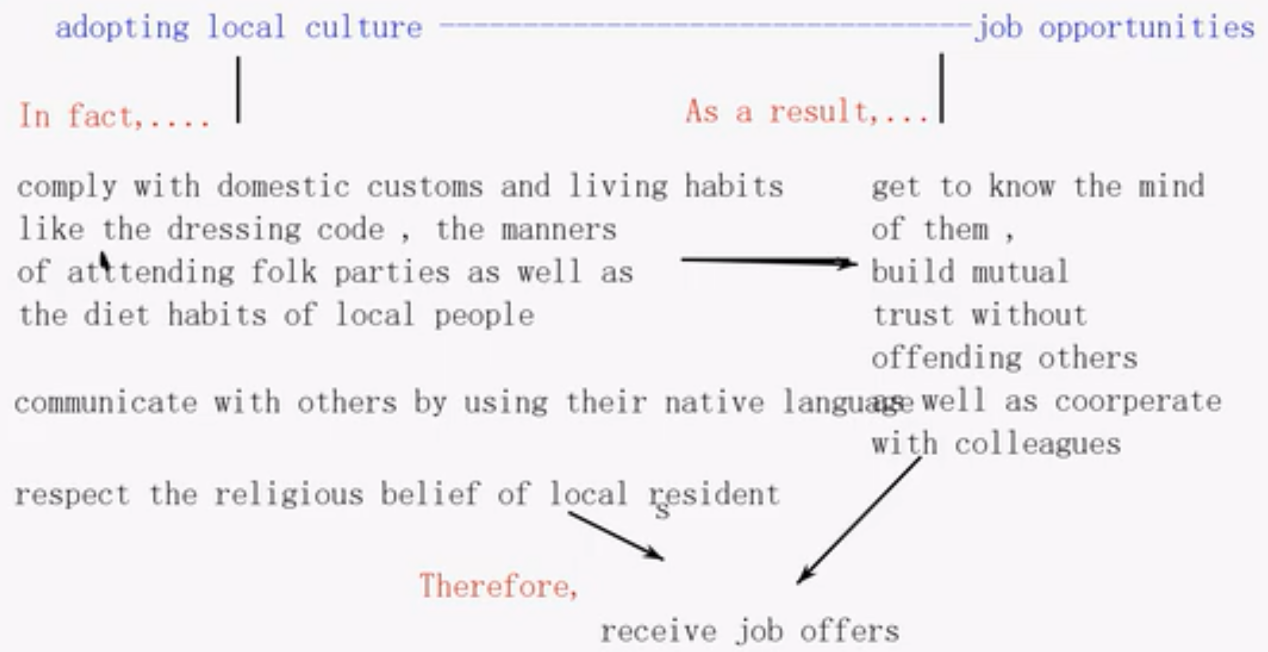 adopting local culture
job opportunities
In fact,....
As a result,...
comply with domestic customs and living habits
like the dressing code , the manners
of atttending folk parties as well as
the diet habits of local people
communicate with others by using their native language
respect the religious belief of local resident
s
get to know the mind
of them ,
build mutual
trust without
offending others
as well as coorperate
with colleagues
Therefore,
receive job offers